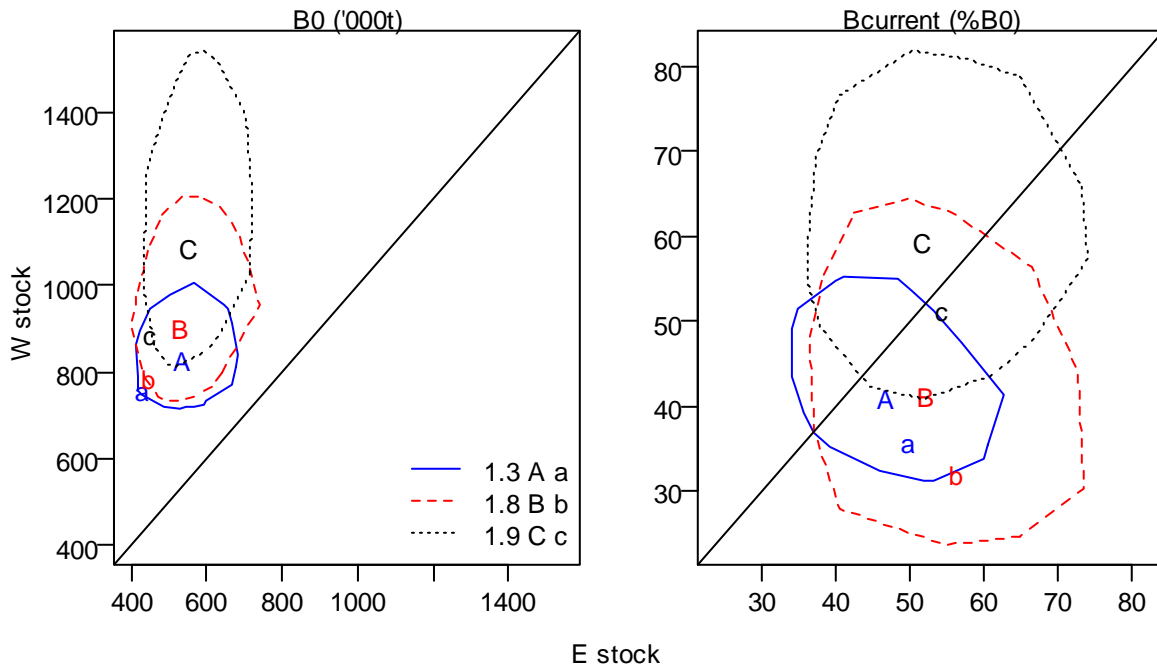 B0 ('000t)
Bcurrent (%B0)
W stock
1400
1200
1000
800
600
400
C
B
c
A
b
a
1.3 A a
1.8 B b
1.9 C c
400 600 800 1000 1400
80
70
60
50
40
30
C
c
A B
a
b
30 40 50 60 70 80
E stock